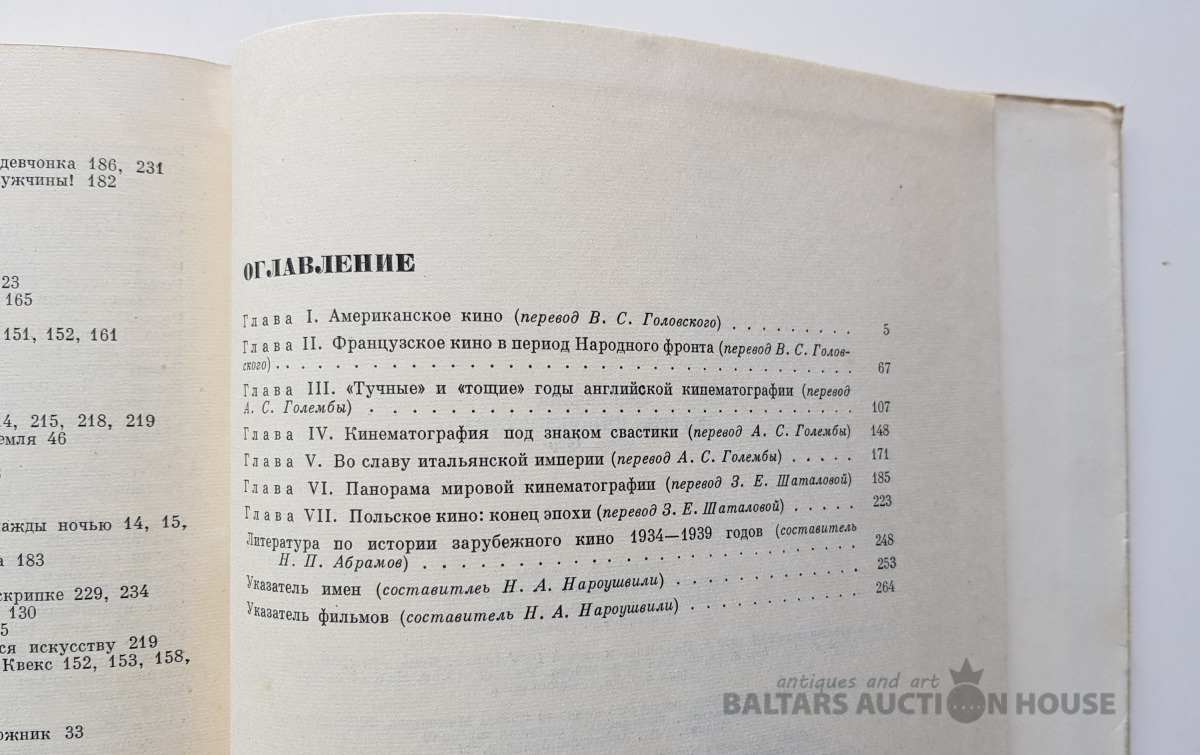 девчонка 186, 231
ужчины! 182
23
165
151, 152, 161
4, 215, 218, 219
емля 46
ажды ночью 14, 15,
а 183
скрипке 229, 234
130
5
ся искусству 219
Квекс 152, 153, 158,
ожник 33
ОГЛАВЛЕНИЕ
Глава I. Американское кино (перевод В. С. Головского) . . . . . . . . . 5
Глава II. Французское кино в период Народного фронта (перевод В. С. Голов-
ского) . . . . . . . . . . . . . . . . . . . . . . . . . . . . . . 67
Глава III. «Тучные» и «тощие» годы английской кинематографии (перевод
А. С.Голембы) . . . . . . . . . . . . . . . . . . . . . . . . . 107
Глава IV. Кинематография под знаком свастики (перевод А. С. Голембы) 148
Глава V. Во славу итальянской империи (перевод А. С. Голембы) . . . . . 171
Глава VI. Панорама мировой кинематографии (перевод З. Е. Шаталовой) 185
Глава VII. Польское кино: конец эпохи (перевод З. Е. Шаталовой) . . . . . 223
Литература по истории зарубежного кино 1934—1939 годов (составитель
Н. П. Абрамов) . . . . . . . . . . . . . . . . . . . . . . . . . 248
Указатель имен (составитлеь Н. А. Нароушвили) . . . . . . . . . . . . 253
Указатель фильмов (составитель Н. А. Нароушвили) . . . . . . . . . . . 264
antiques and art
BALTARS AUCTION HOUSE